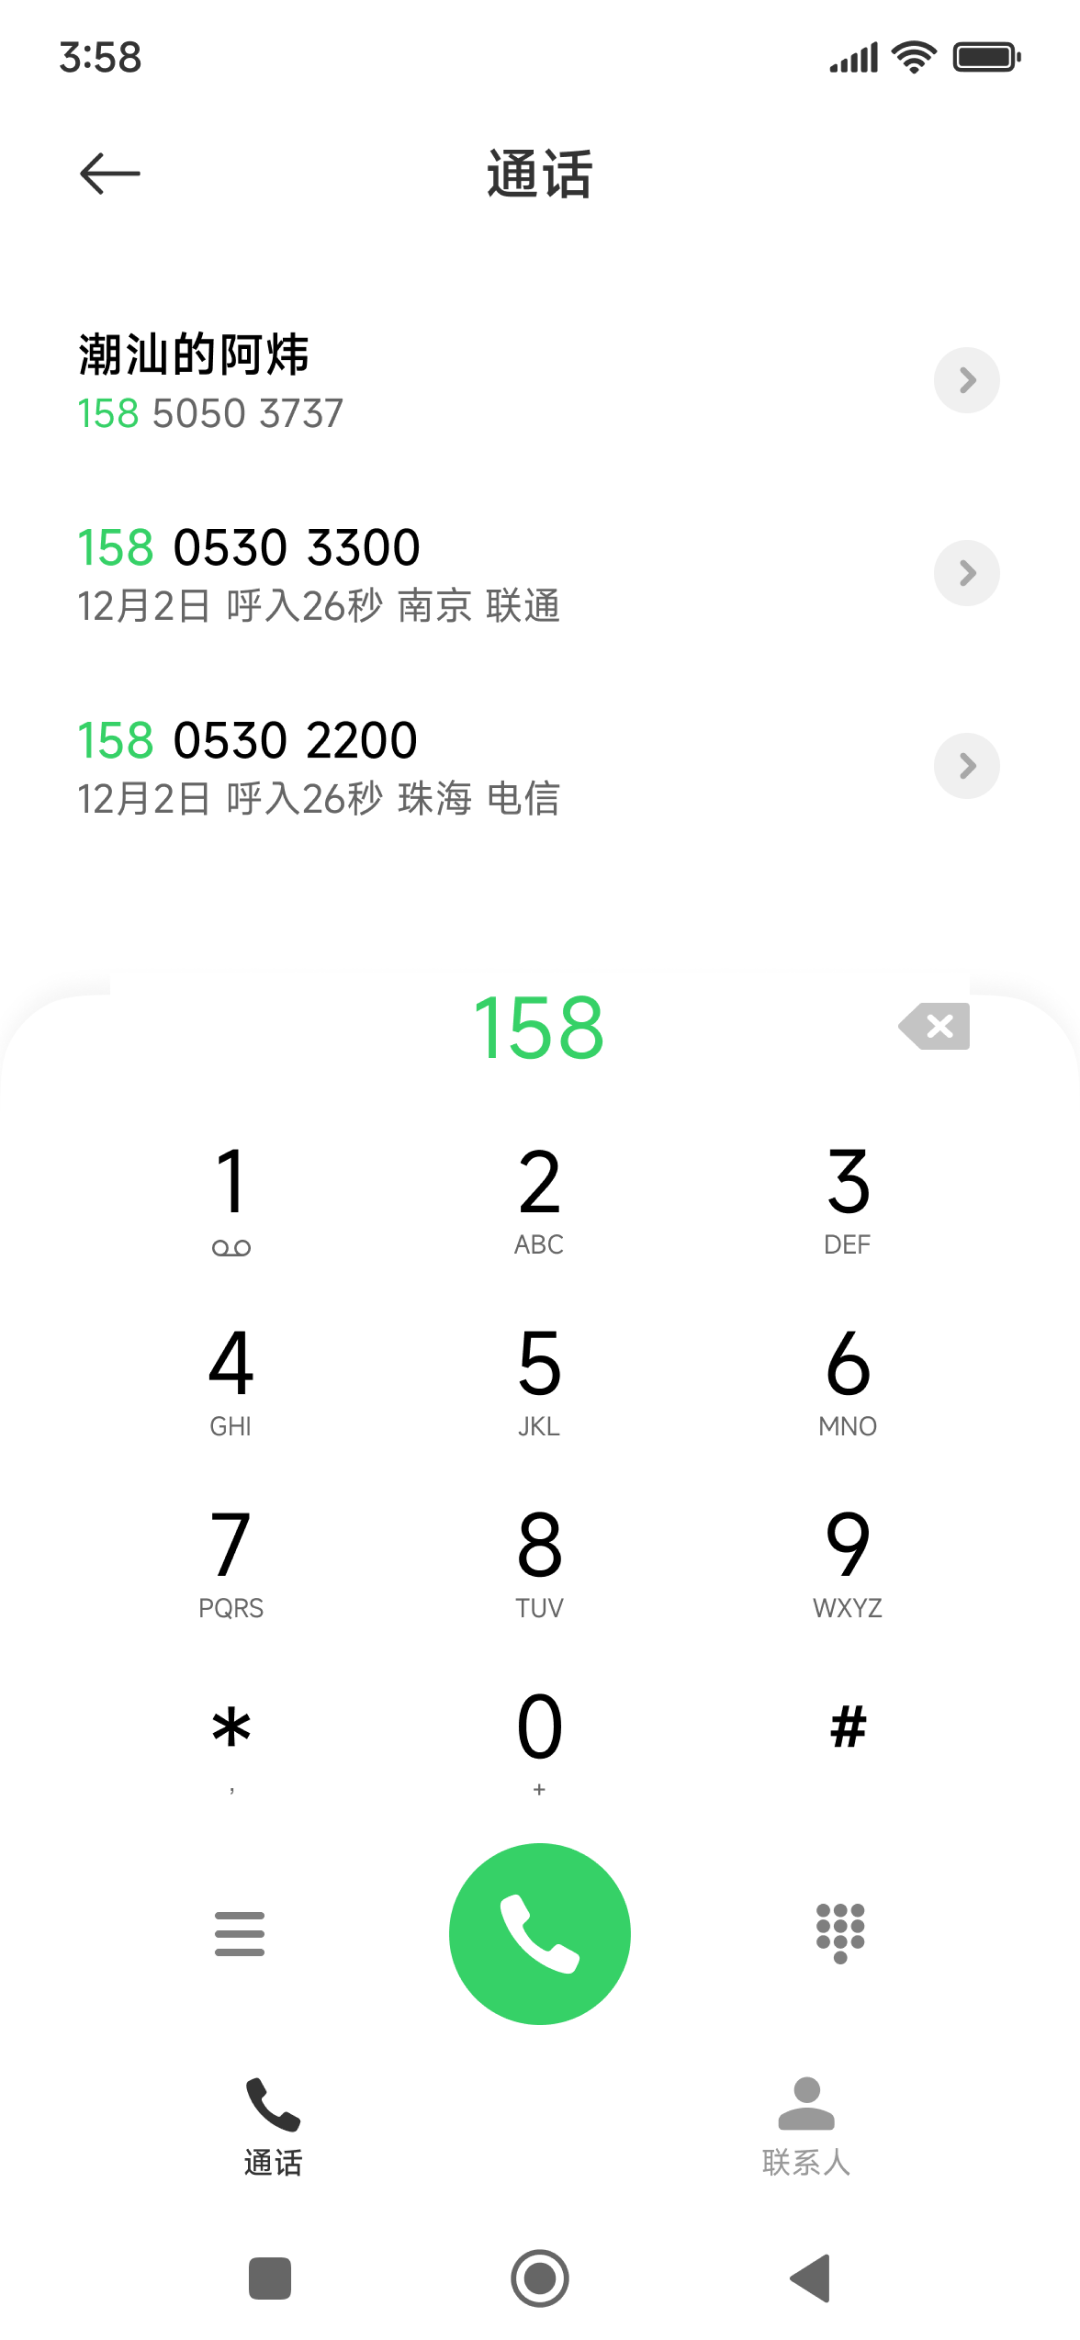 3:58
通话
潮汕的阿炜
158 5050 3737
158 0530 3300
12月2日 呼入26秒 南京 联通
158 0530 2200
12月2日 呼入26秒 珠海 电信
158
1 2 3
ABC DEF
4 5 6
GHI JKL MNO
7 8 9
PQRS TUV WXYZ
* 0 #
, +
通话 联系人